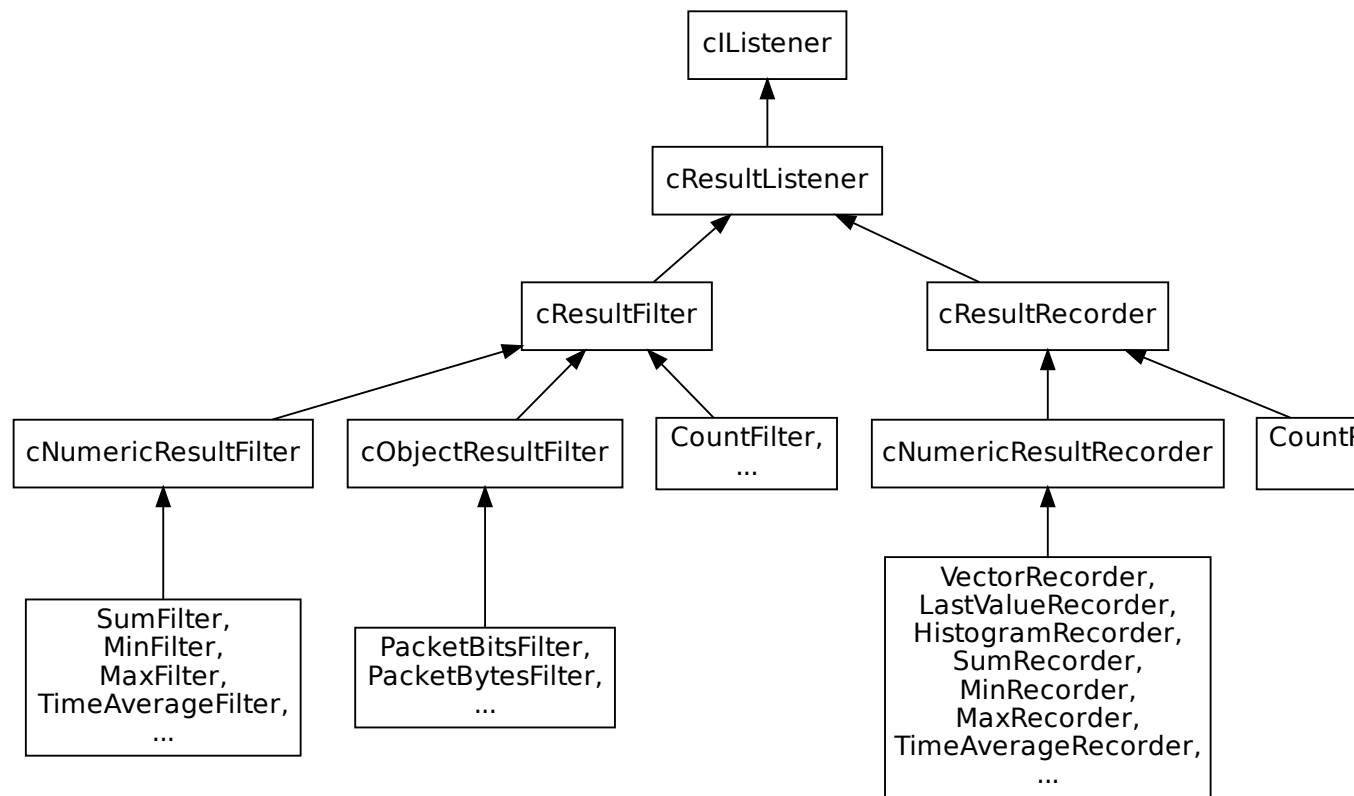 cIListener
cResultListener
cResultFilter
cResultRecorder
cNumericResultFilter
cObjectResultFilter
CountFilter,
...
cNumericResultRecorder
SumFilter,
MinFilter,
MaxFilter,
TimeAverageFilter,
...
PacketBitsFilter,
PacketBytesFilter,
...
VectorRecorder,
LastValueRecorder,
HistogramRecorder,
SumRecorder,
MinRecorder,
MaxRecorder,
TimeAverageRecorder,
...